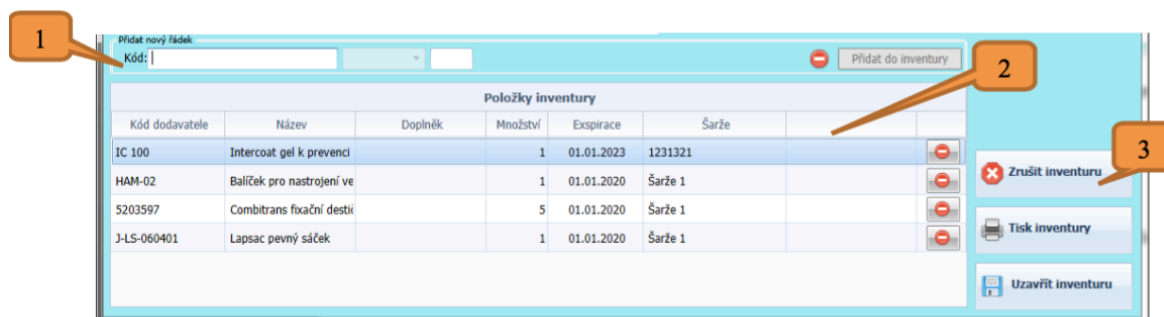 1
Přidat nový řádek
Kód:
Přidat do inventury
2
Položky inventury
Kód dodavatele Název Doplněk Množství Exspirace Šarže
IC 100 Intercoat gel k prevenci 1 01.01.2023 1231321
3
Zrušit inventuru
HAM-02 Balíček pro nastrojení ve 1 01.01.2020 Šarže 1
5203597 Combitrans fixační destič 5 01.01.2020 Šarže 1
Tisk inventury
J-LS-060401 Lapsac pevný sáček 1 01.01.2020 Šarže 1
Uzavřít inventuru